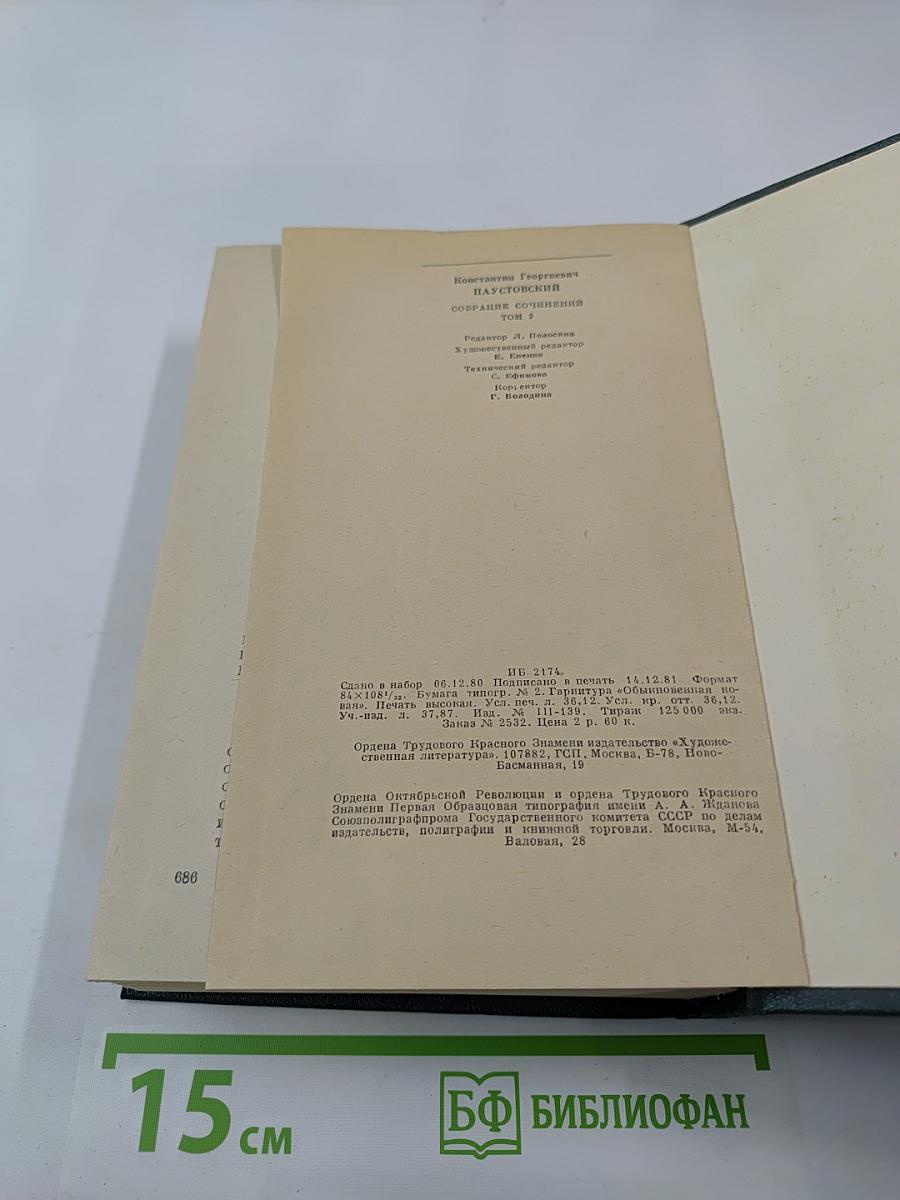 Константин Георгиевич
ПАУСТОВСКИЙ
СОБРАНИЕ СОЧИНЕНИЙ
ТОМ
Редактор Л. Полосина
Художественный редактор
Е. Ененко
Технический редактор
С. Ефимова
Корректор
Г. Володина
ИБ 2174.
Сдано в набор 06.12.80 Подписано в печать 14.12.81 Формат
84×108¹/₃₂. Бумага типогр. № 2. Гарнитура «Обыкновенная но-
вая». Печать высокая. Усл. печ. л. 36,12. Усл. кр. отт. 36,12.
Уч.-изд. л. 37,87. Изд. № III-139. Тираж 125 000 экз.
Заказ № 2532. Цена 2 р. 60 к.
Ордена Трудового Красного Знамени издательство «Художе-
ственная литература». 107882, ГСП, Москва, Б-78, Ново-
Басманная, 19
Ордена Октябрьской Революции и ордена Трудового Красного
Знамени Первая Образцовая типография имени А. А. Жданова
Союзполиграфпрома Государственного комитета СССР по делам
издательств, полиграфии и книжной торговли. Москва, М-54,
Валовая, 28
686
15 см
БФ БИБЛИОФАН